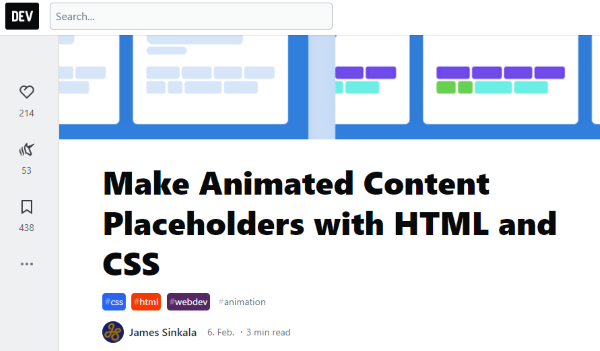 DEV
Search...
214
53
438
Make Animated Content
Placeholders with HTML and
CSS
#css #html #webdev #animation
James Sinkala 6. Feb. · 3 min read